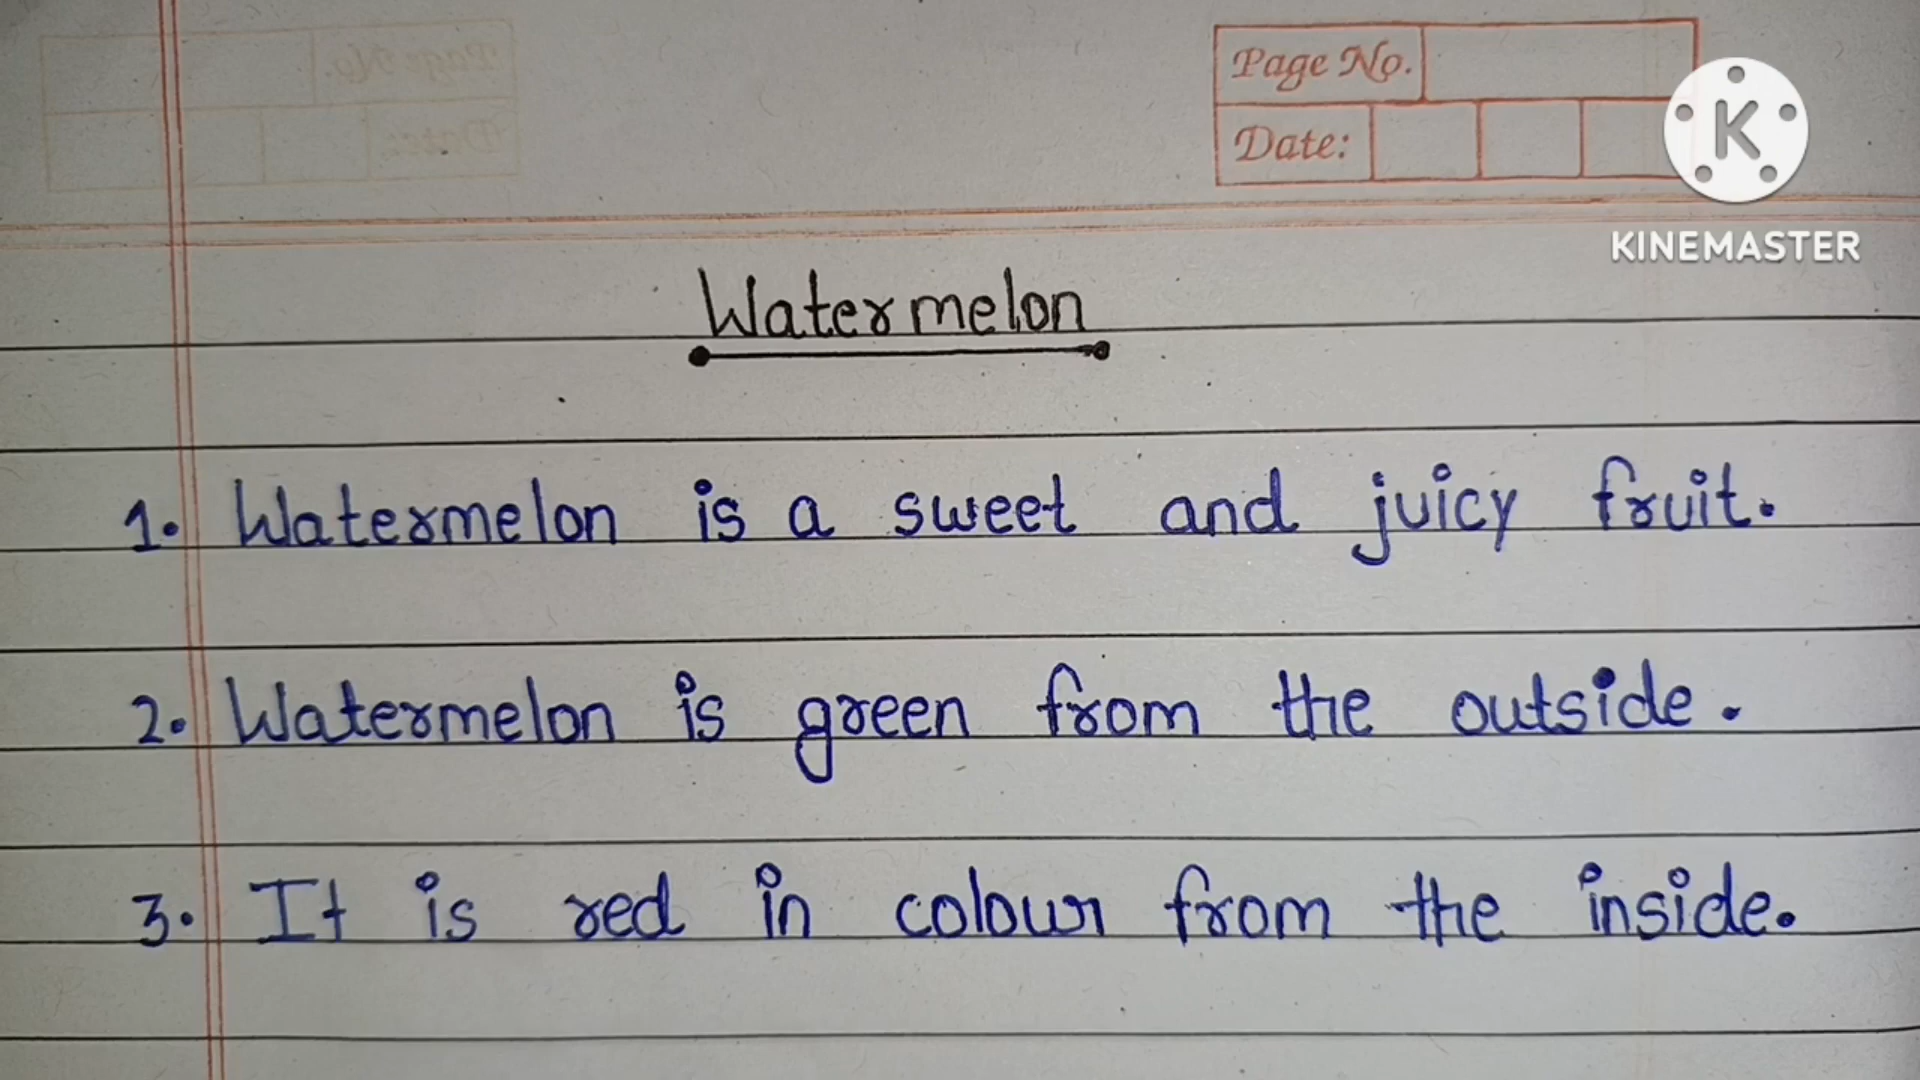 Page No.
Date:
KINEMASTER
Watermelon
1. Watermelon is a sweet and juicy fruit.
2. Watermelon is green from the outside.
3. It is red in colour from the inside.